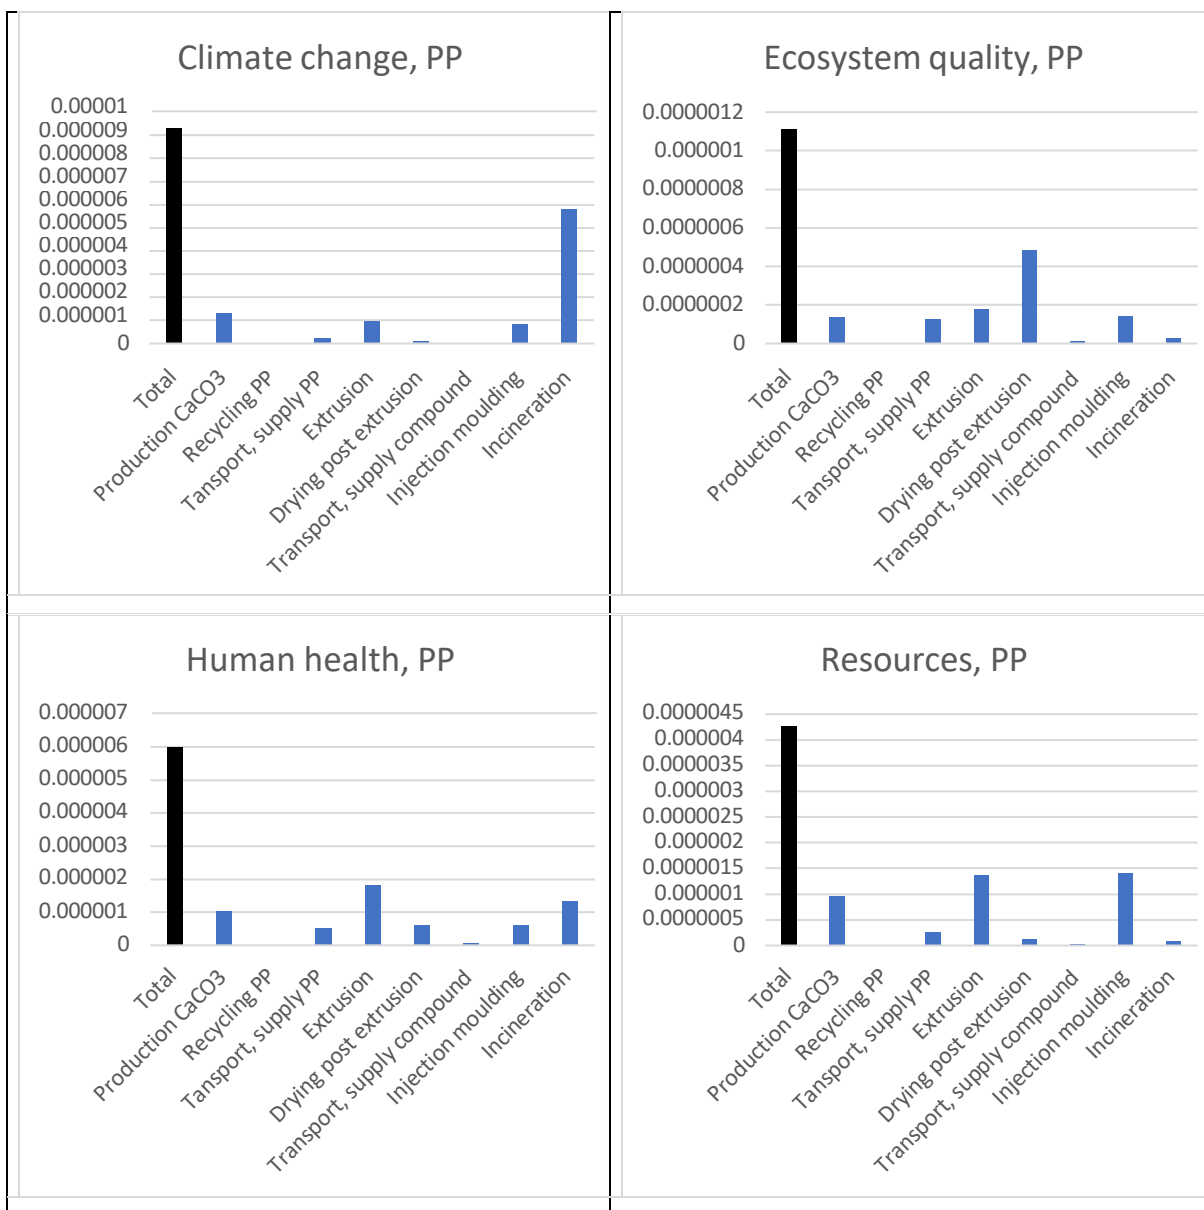 Climate change, PP
0.00001
0.000009
0.000008
0.000007
0.000006
0.000005
0.000004
0.000003
0.000002
0.000001
0
Total
Production CaCO3
Recycling PP
Tansport, supply PP
Extrusion
Drying post extrusion
Transport, supply compound
Injection moulding
Incineration
Ecosystem quality, PP
0.0000012
0.000001
0.0000008
0.0000006
0.0000004
0.0000002
0
Total
Production CaCO3
Recycling PP
Tansport, supply PP
Extrusion
Drying post extrusion
Transport, supply compound
Injection moulding
Incineration
Human health, PP
0.000007
0.000006
0.000005
0.000004
0.000003
0.000002
0.000001
0
Total
Production CaCO3
Recycling PP
Tansport, supply PP
Extrusion
Drying post extrusion
Transport, supply compound
Injection moulding
Incineration
Resources, PP
0.0000045
0.000004
0.0000035
0.000003
0.0000025
0.000002
0.0000015
0.000001
0.0000005
0
Total
Production CaCO3
Recycling PP
Tansport, supply PP
Extrusion
Drying post extrusion
Transport, supply compound
Injection moulding
Incineration